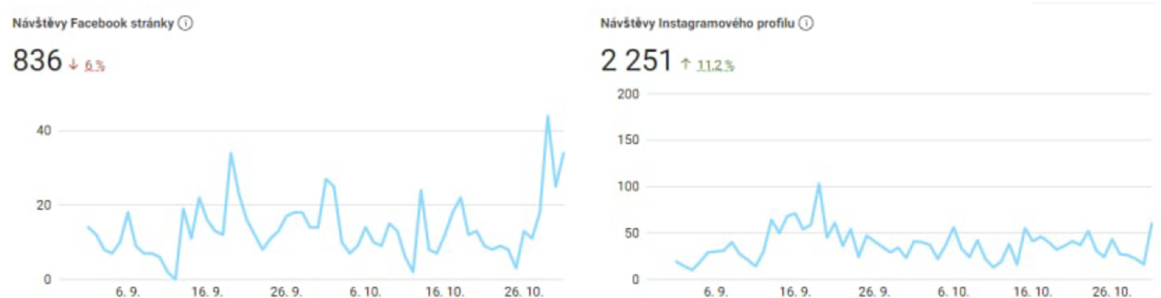 Návštěvy Facebook stránky
836 ↓ 6 %
40
20
0
6. 9. 16. 9. 26. 9. 6. 10. 16. 10. 26. 10.
Návštěvy Instagramového profilu
2 251 ↑ 11,2 %
200
150
100
50
0
6. 9. 16. 9. 26. 9. 6. 10. 16. 10. 26. 10.